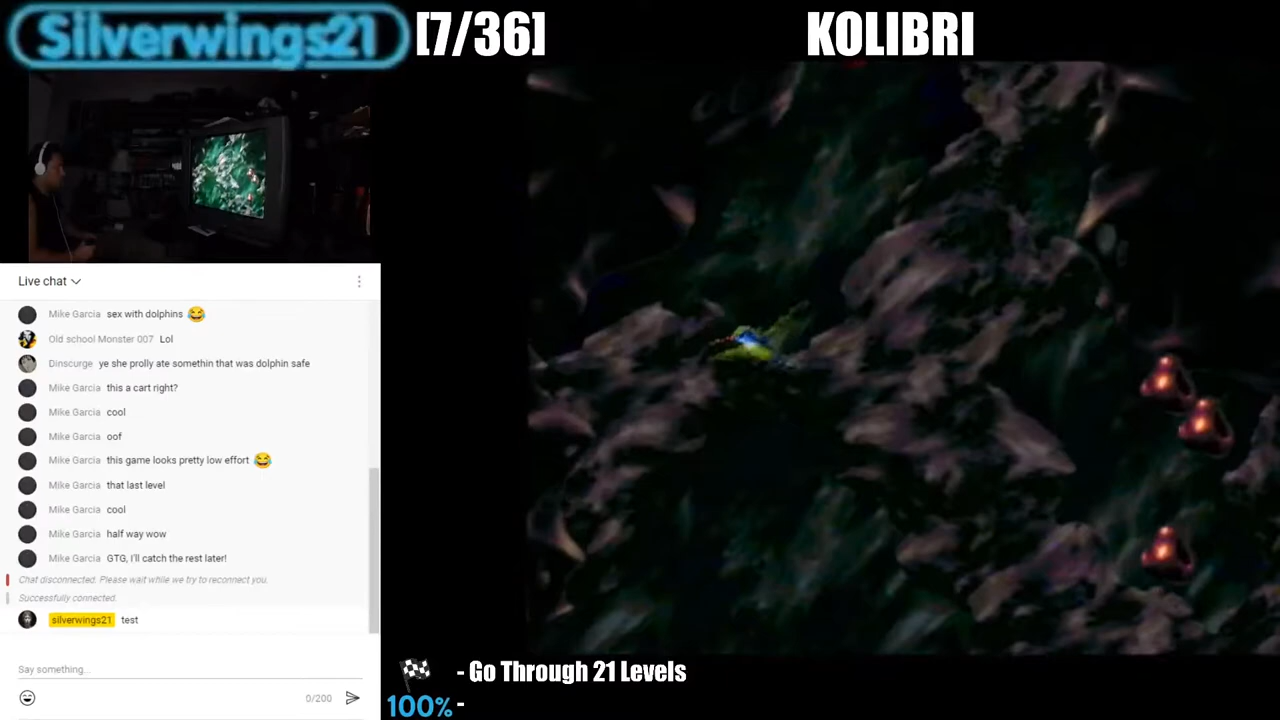 Silverwings21 [7/36] KOLIBRI
Live chat
Mike Garcia sex with dolphins 😂
Old school Monster 007 Lol
Dinscurge ye she prolly ate somethin that was dolphin safe
Mike Garcia this a cart right?
Mike Garcia cool
Mike Garcia oof
Mike Garcia this game looks pretty low effort 😂
Mike Garcia that last level
Mike Garcia cool
Mike Garcia half way wow
Mike Garcia GTG, I'll catch the rest later!
Chat disconnected. Please wait while we try to reconnect you.
Successfully connected.
silverwings21 test
Say something...
0/200
- Go Through 21 Levels
100% -